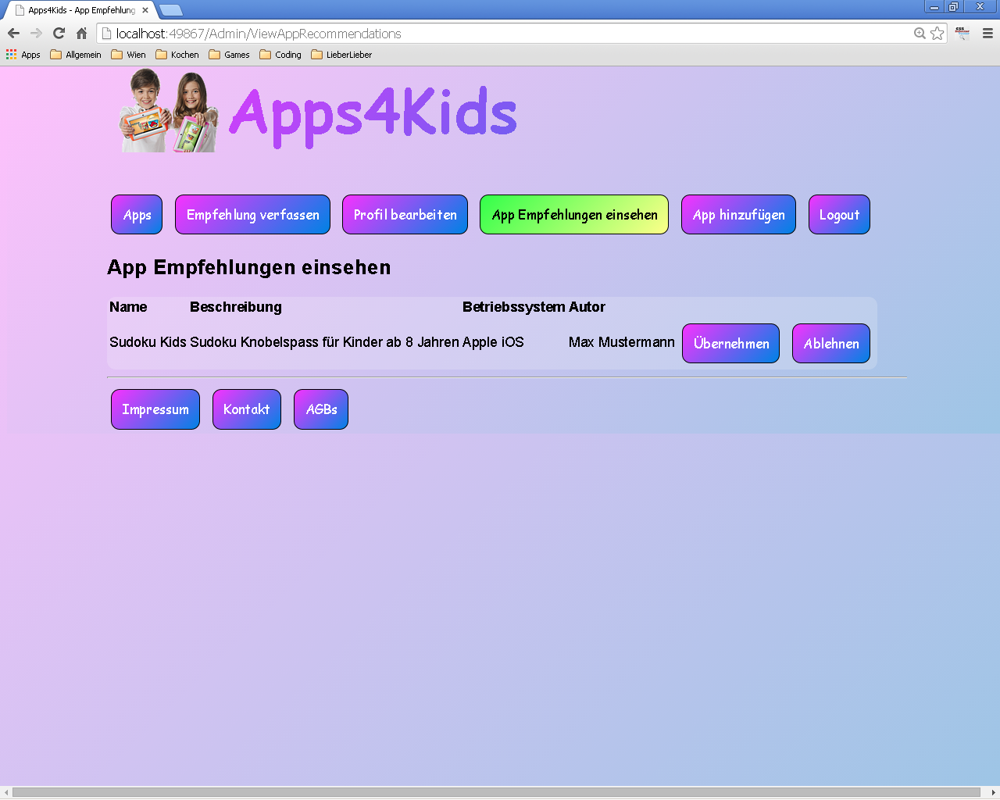 Apps4Kids - App Empfehlung
localhost:49867/Admin/ViewAppRecommendations
Apps Allgemein Wien Kochen Games Coding LieberLieber
Apps4Kids
Apps Empfehlung verfassen Profil bearbeiten App Empfehlungen einsehen App hinzufügen Logout
App Empfehlungen einsehen
Name Beschreibung Betriebssystem Autor
Sudoku Kids Sudoku Knobelspass für Kinder ab 8 Jahren Apple iOS Max Mustermann Übernehmen Ablehnen
Impressum Kontakt AGBs